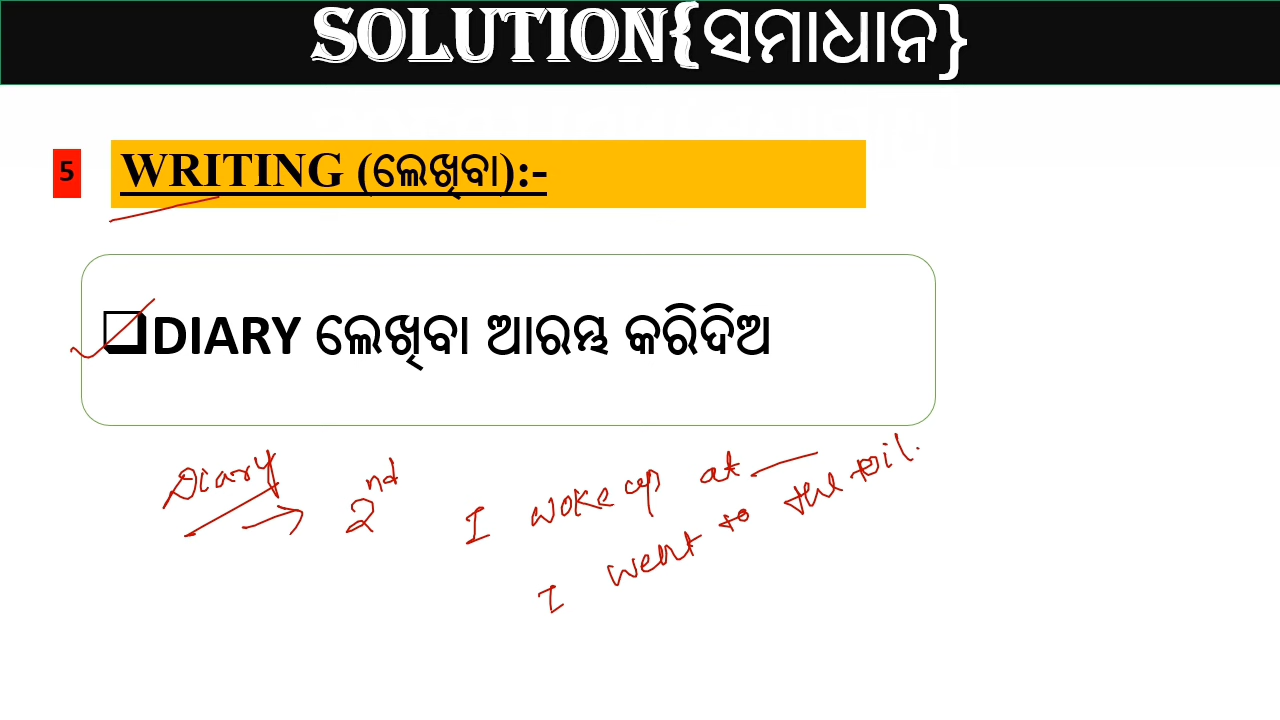 SOLUTION{ସମାଧାନ}
5
WRITING (ଲେଖିବା):-
DIARY ଲେଖିବା ଆରମ୍ଭ କରିଦିଅ
Diary
2nd
I woke up at
I went to the